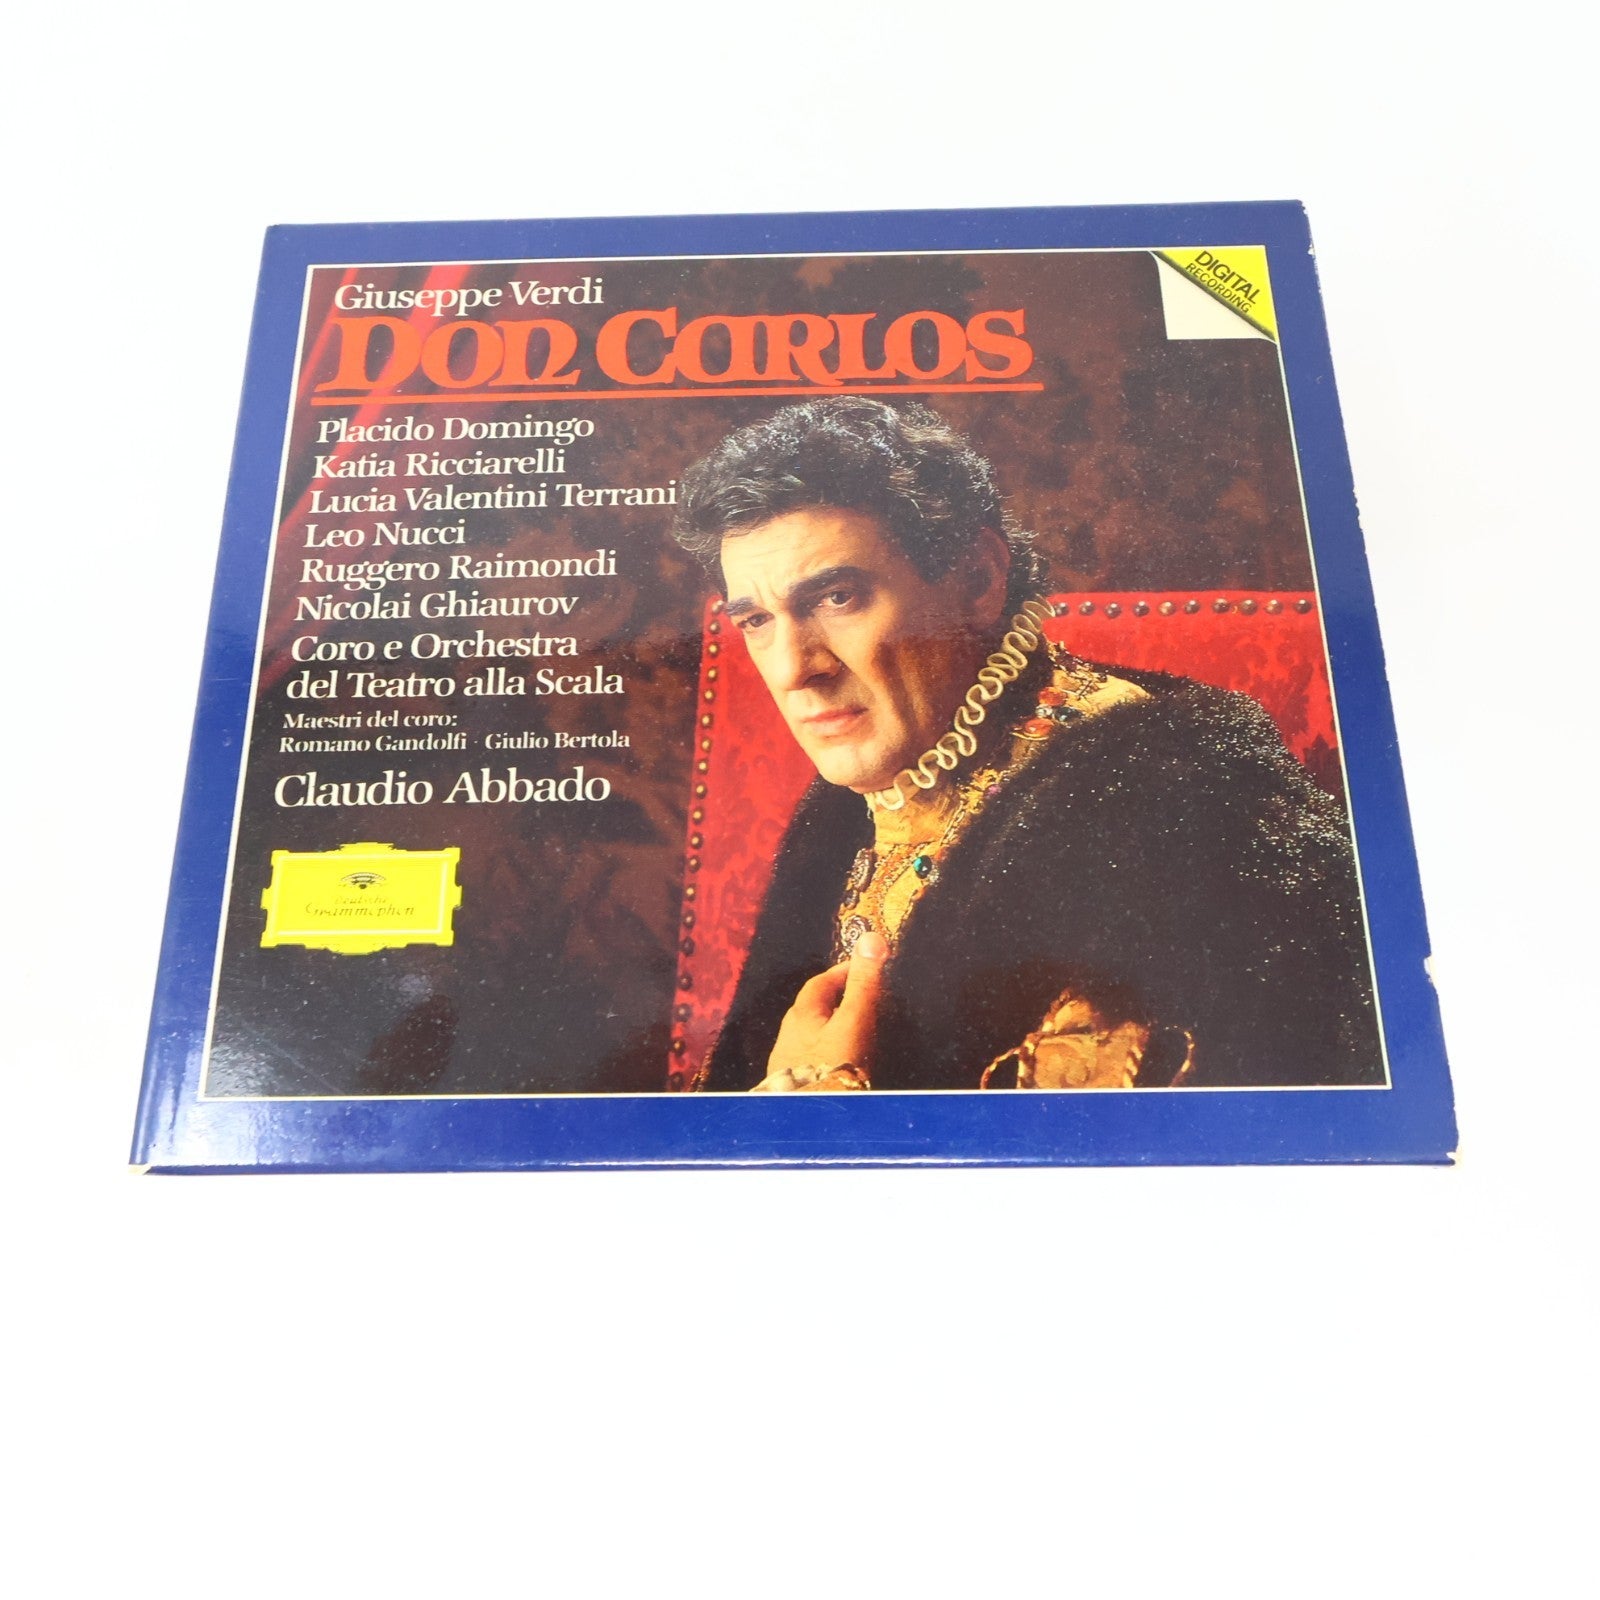 Giuseppe Verdi
DON CARLOS
DIGITAL
RECORDING
Placido Domingo
Katia Ricciarelli
Lucia Valentini Terrani
Leo Nucci
Ruggero Raimondi
Nicolai Ghiaurov
Coro e Orchestra
del Teatro alla Scala
Maestri del coro:
Romano Gandolfi · Giulio Bertola
Claudio Abbado
Deutsche
Grammophon